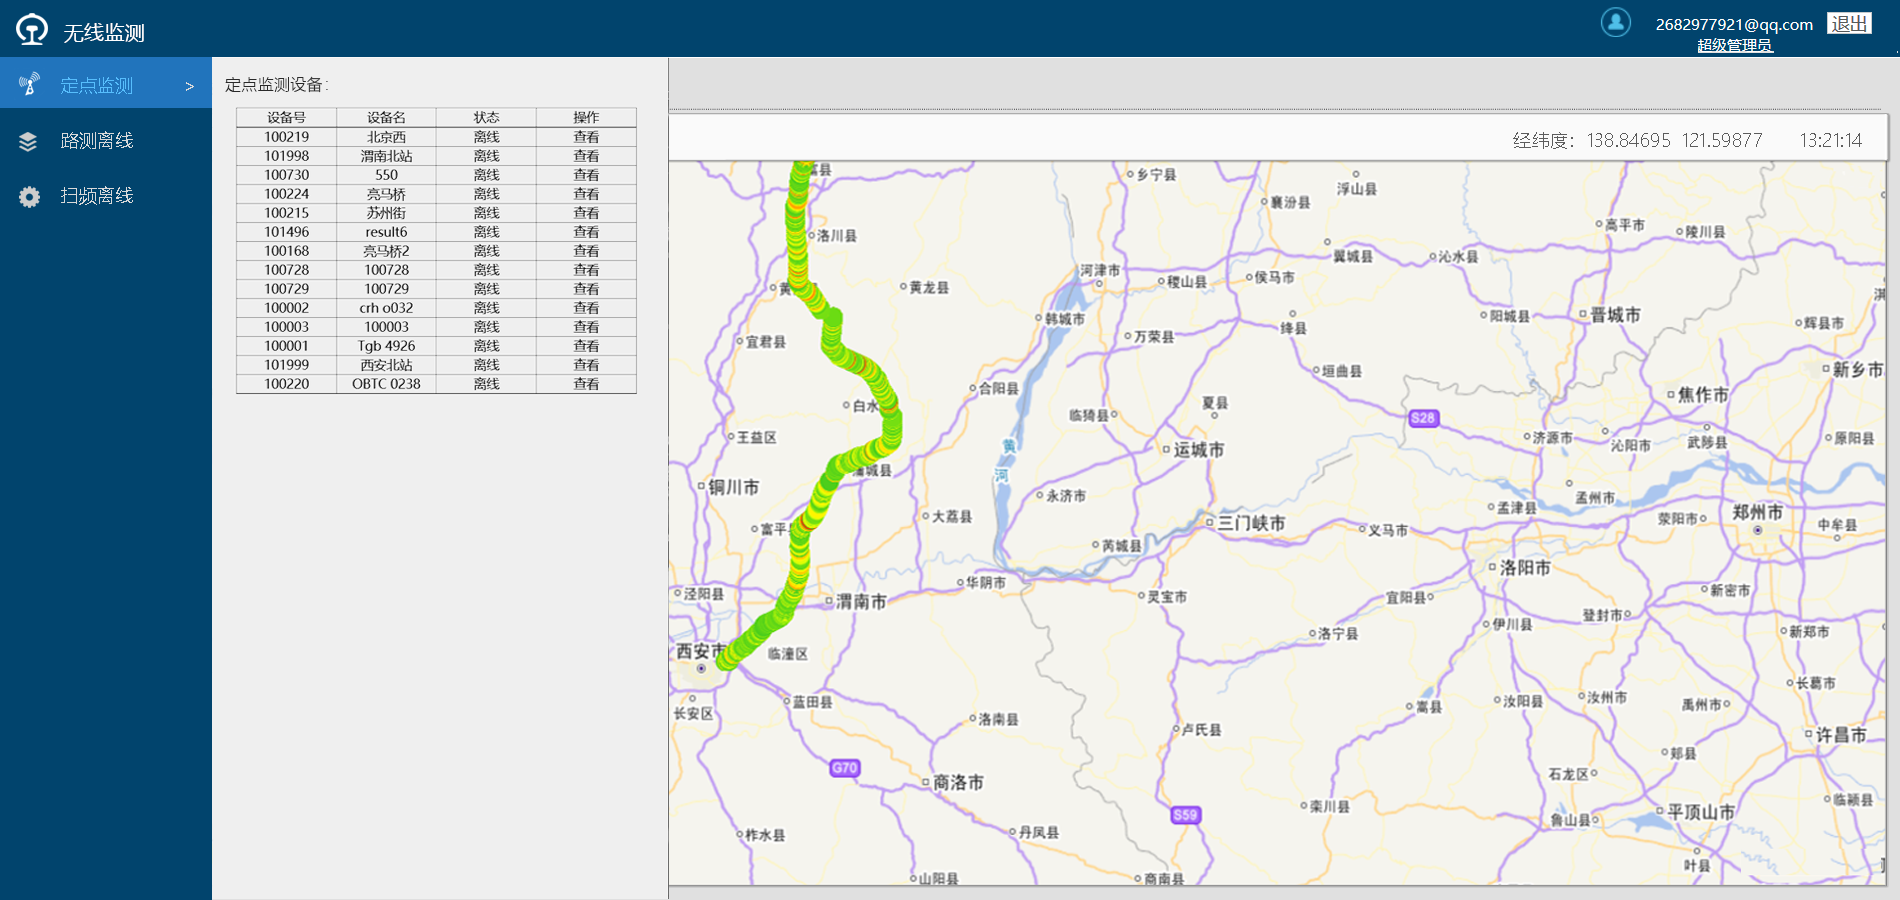 无线监测
2682977921@qq.com 退出
超级管理员
定点监测 >
路测离线
扫频离线
定点监测设备：
设备号 设备名 状态 操作
100219 北京西 离线 查看
101998 渭南北站 离线 查看
100730 550 离线 查看
100224 亮马桥 离线 查看
100215 苏州街 离线 查看
101496 result6 离线 查看
100168 亮马桥2 离线 查看
100728 100728 离线 查看
100729 100729 离线 查看
100002 crh o032 离线 查看
100003 100003 离线 查看
100001 Tgb 4926 离线 查看
101999 西安北站 离线 查看
100220 OBTC 0238 离线 查看
经纬度：138.84695 121.59877 13:21:14
富县
乡宁县
浮山县
襄汾县
高平市
陵川县
洛川县
翼城县
沁水县
河津市
稷山县
侯马市
黄
黄龙县
韩城市
绛县
阳城县
晋城市
辉县市
淇
宜君县
万荣县
垣曲县
新乡市
合阳县
焦作市
白水
临猗县
夏县
S28
王益区
黄
河
运城市
济源市
沁阳市
武陟县
原阳县
蒲城县
铜川市
永济市
孟州市
大荔县
三门峡市
孟津县
郑州市
荥阳市
中牟县
富平县
义马市
芮城县
洛阳市
华阴市
泾阳县
渭南市
灵宝市
宜阳县
新密市
登封市
伊川县
洛宁县
新郑市
西安市
临潼区
长葛市
蓝田县
汝阳县
汝州市
禹州市
嵩县
长安区
洛南县
卢氏县
许昌市
郏县
G70
商洛市
石龙区
栾川县
S59
平顶山市
临颍县
鲁山县
柞水县
丹凤县
叶县
山阳县
商南县